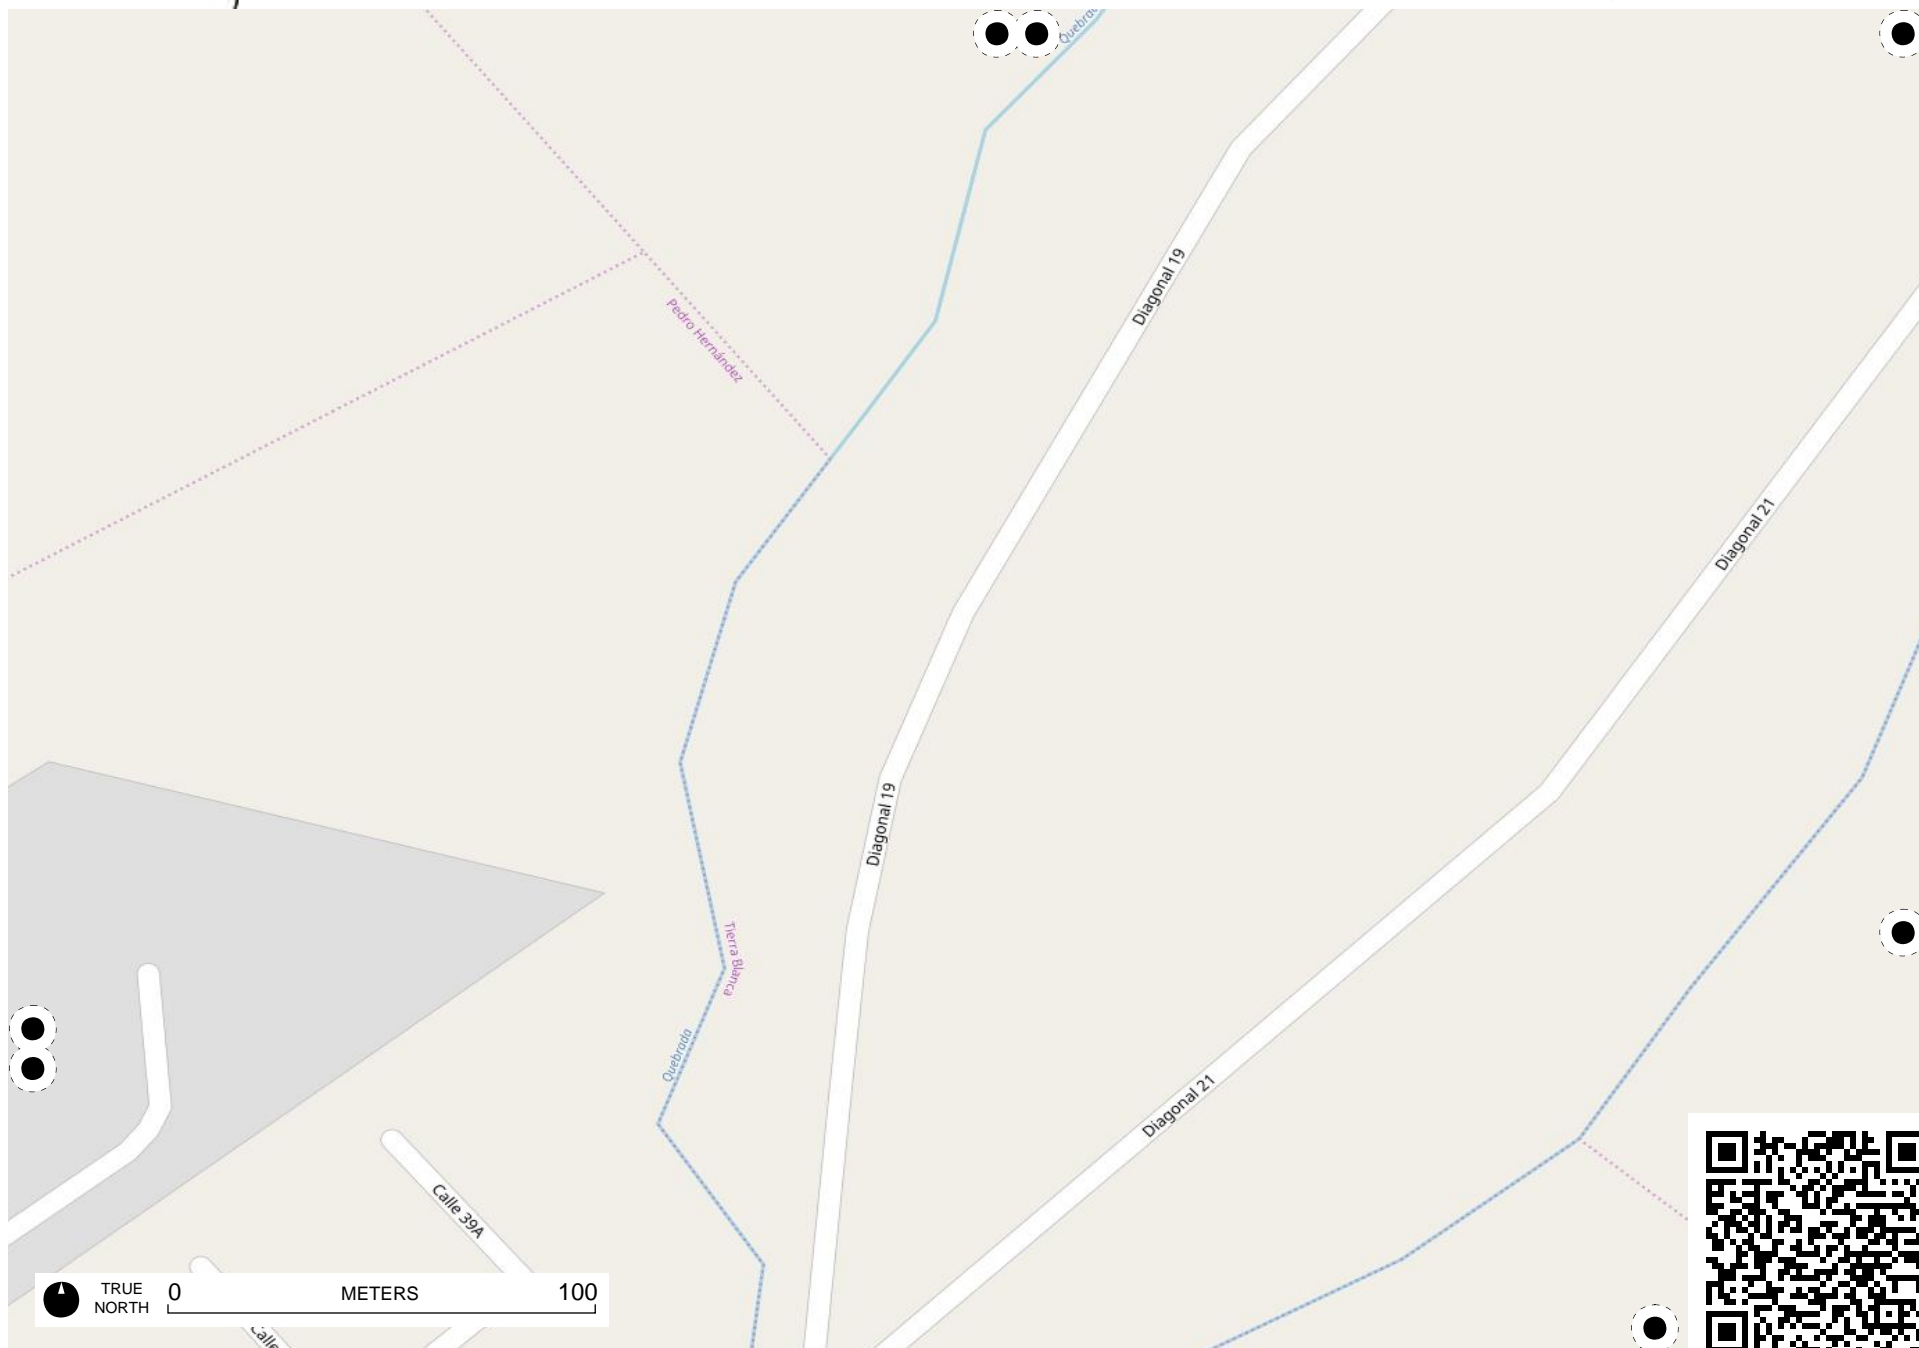 Diagonal 19
Pedro Hernández
Diagonal 21
Diagonal 19
Tierra Blanca
Quebrada
Diagonal 21
Calle 39A
TRUE
NORTH
0 METERS 100